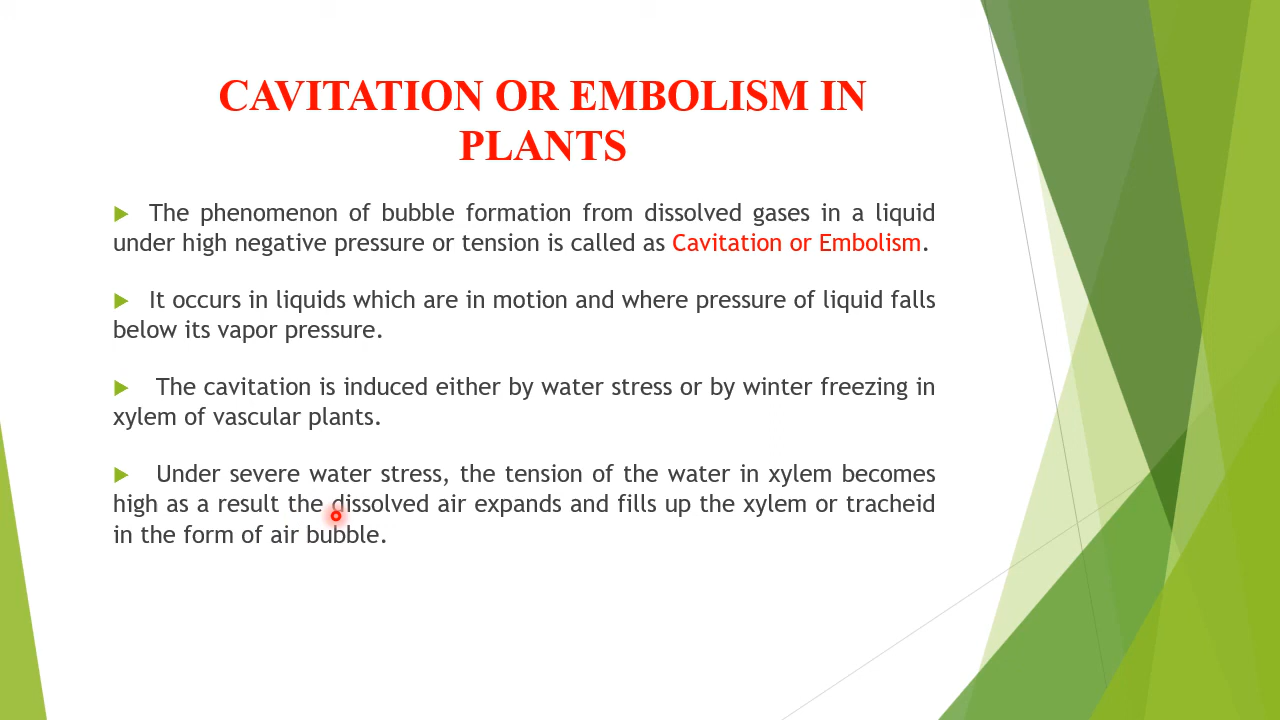 CAVITATION OR EMBOLISM IN
PLANTS
The phenomenon of bubble formation from dissolved gases in a liquid
under high negative pressure or tension is called as Cavitation or Embolism.
It occurs in liquids which are in motion and where pressure of liquid falls
below its vapor pressure.
The cavitation is induced either by water stress or by winter freezing in
xylem of vascular plants.
Under severe water stress, the tension of the water in xylem becomes
high as a result the dissolved air expands and fills up the xylem or tracheid
in the form of air bubble.